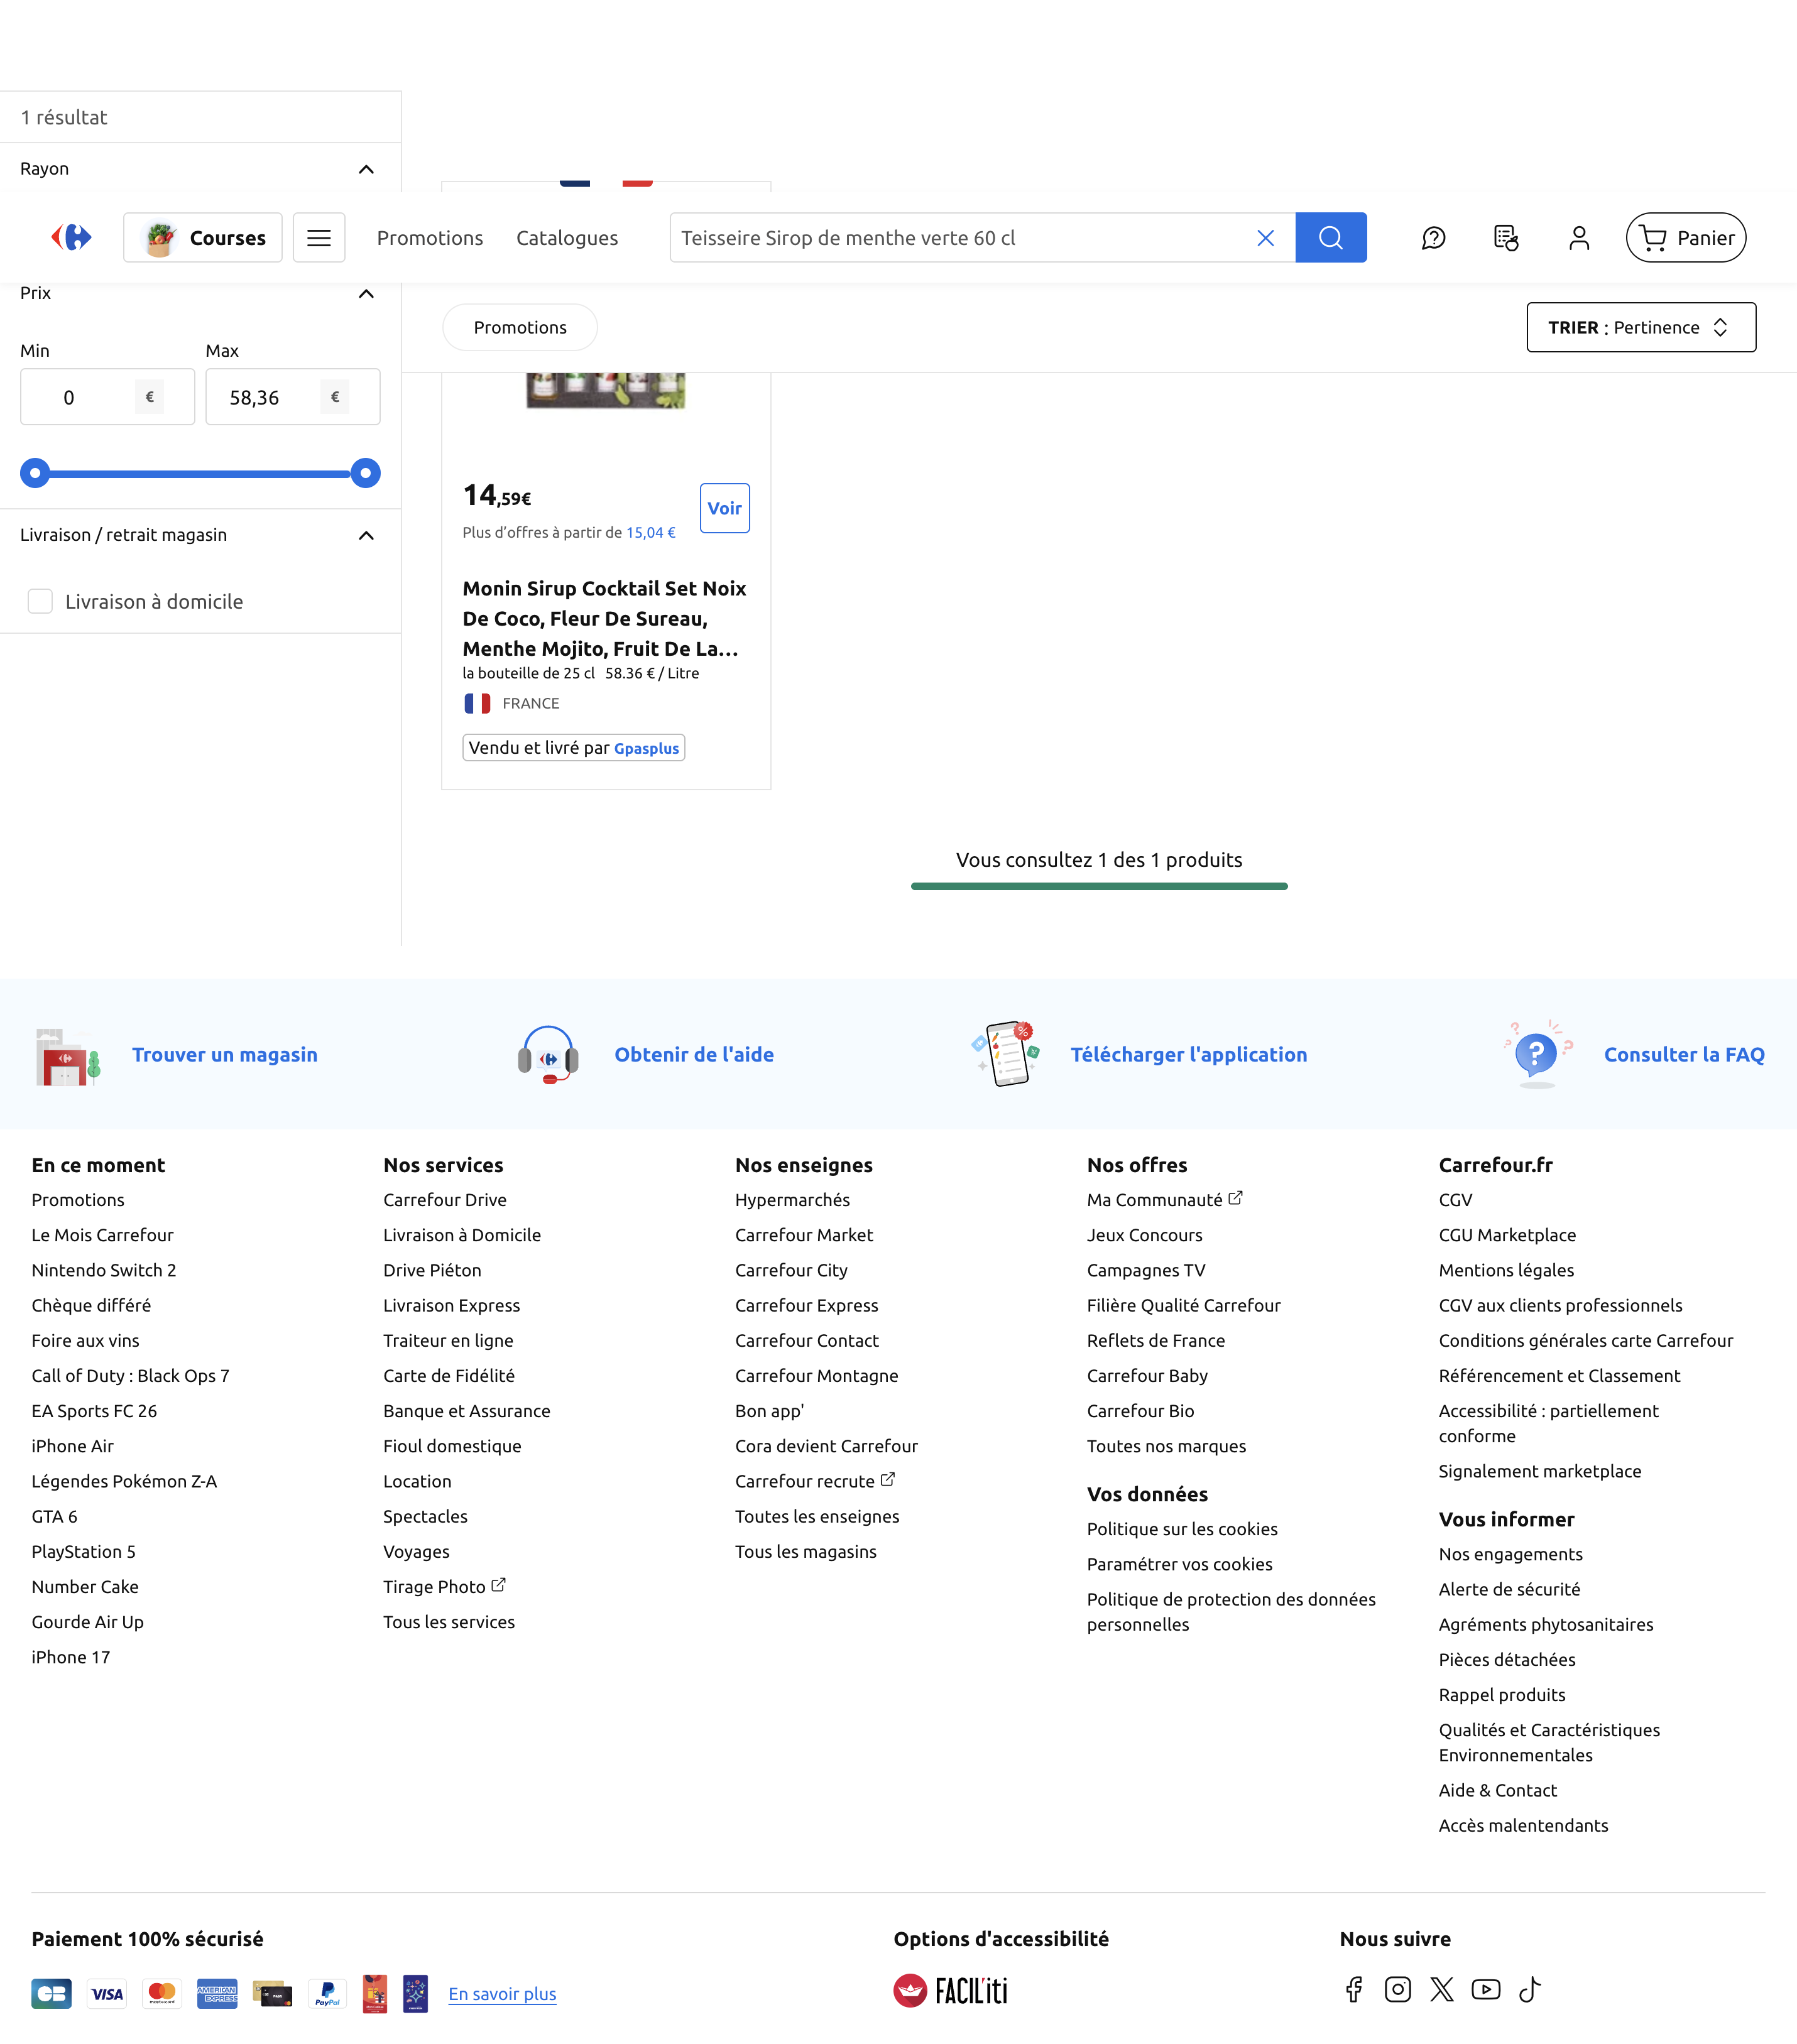 1 résultat
Rayon
Courses
Promotions
Catalogues
Teisseire Sirop de menthe verte 60 cl
Panier
Prix
Min
Max
0 €
58,36 €
Promotions
TRIER : Pertinence
Livraison / retrait magasin
Livraison à domicile
14,59€
Plus d'offres à partir de 15,04 €
Voir
Monin Sirup Cocktail Set Noix
De Coco, Fleur De Sureau,
Menthe Mojito, Fruit De La...
la bouteille de 25 cl 58.36 € / Litre
FRANCE
Vendu et livré par Gpasplus
Vous consultez 1 des 1 produits
Trouver un magasin
Obtenir de l'aide
Télécharger l'application
Consulter la FAQ
En ce moment
Promotions
Le Mois Carrefour
Nintendo Switch 2
Chèque différé
Foire aux vins
Call of Duty : Black Ops 7
EA Sports FC 26
iPhone Air
Légendes Pokémon Z-A
GTA 6
PlayStation 5
Number Cake
Gourde Air Up
iPhone 17
Nos services
Carrefour Drive
Livraison à Domicile
Drive Piéton
Livraison Express
Traiteur en ligne
Carte de Fidélité
Banque et Assurance
Fioul domestique
Location
Spectacles
Voyages
Tirage Photo
Tous les services
Nos enseignes
Hypermarchés
Carrefour Market
Carrefour City
Carrefour Express
Carrefour Contact
Carrefour Montagne
Bon app'
Cora devient Carrefour
Carrefour recrute
Toutes les enseignes
Tous les magasins
Nos offres
Ma Communauté
Jeux Concours
Campagnes TV
Filière Qualité Carrefour
Reflets de France
Carrefour Baby
Carrefour Bio
Toutes nos marques
Vos données
Politique sur les cookies
Paramétrer vos cookies
Politique de protection des données
personnelles
Carrefour.fr
CGV
CGU Marketplace
Mentions légales
CGV aux clients professionnels
Conditions générales carte Carrefour
Référencement et Classement
Accessibilité : partiellement
conforme
Signalement marketplace
Vous informer
Nos engagements
Alerte de sécurité
Agréments phytosanitaires
Pièces détachées
Rappel produits
Qualités et Caractéristiques
Environnementales
Aide & Contact
Accès malentendants
Paiement 100% sécurisé
CB
VISA
AMERICAN EXPRESS
PayPal
En savoir plus
Options d'accessibilité
FACIL'iti
Nous suivre